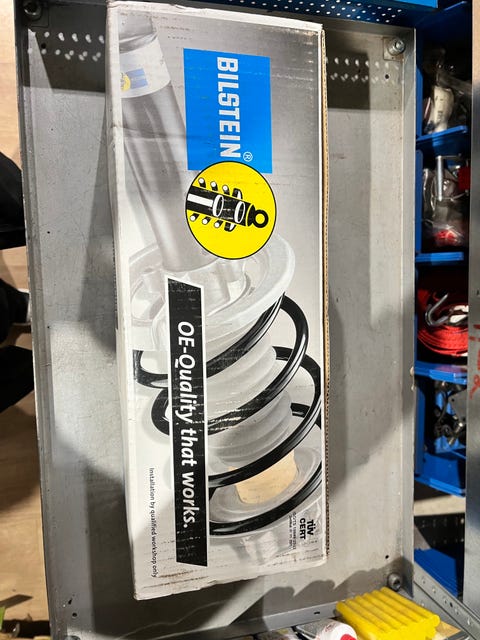 BILSTEIN®
OE-Quality that works.
Installation by qualified workshop only.
TÜV
CERT